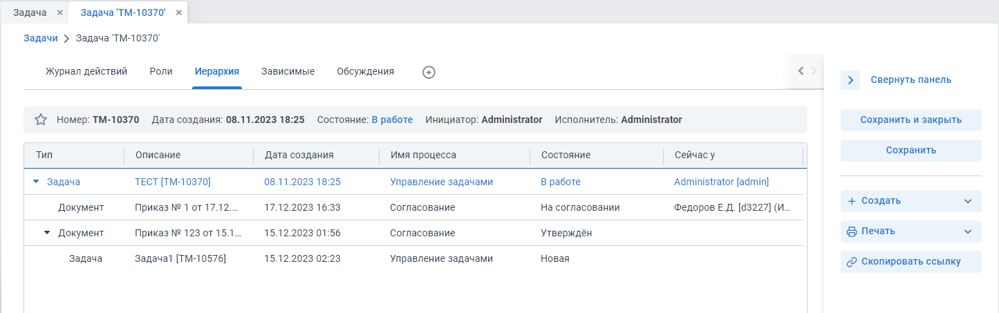 Задача × Задача 'TM-10370' ×
Задачи > Задача 'TM-10370'
Журнал действий Роли Иерархия Зависимые Обсуждения
Свернуть панель
Номер: TM-10370 Дата создания: 08.11.2023 18:25 Состояние: В работе Инициатор: Administrator Исполнитель: Administrator
Сохранить и закрыть
Сохранить
Тип Описание Дата создания Имя процесса Состояние Сейчас у
Задача ТЕСТ [TM-10370] 08.11.2023 18:25 Управление задачами В работе Administrator [admin]
Документ Приказ № 1 от 17.12.... 17.12.2023 16:33 Согласование На согласовании Федоров Е.Д. [d3227] (И...
Документ Приказ № 123 от 15.1... 15.12.2023 01:56 Согласование Утверждён
Задача Задача1 [TM-10576] 15.12.2023 02:23 Управление задачами Новая
Создать
Печать
Скопировать ссылку